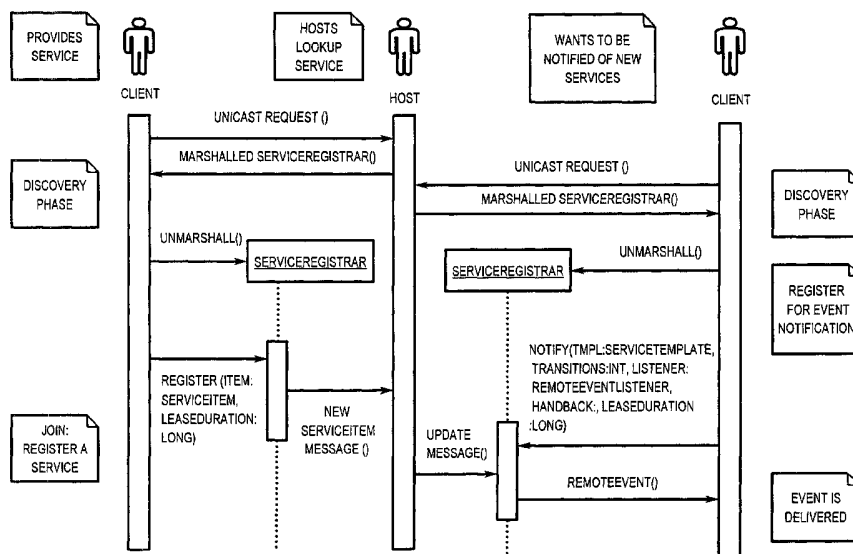 PROVIDES
SERVICE
CLIENT
HOSTS
LOOKUP
SERVICE
HOST
WANTS TO BE
NOTIFIED OF NEW
SERVICES
CLIENT
UNICAST REQUEST ()
MARSHALLED SERVICEREGISTRAR()
DISCOVERY
PHASE
UNICAST REQUEST ()
MARSHALLED SERVICEREGISTRAR()
DISCOVERY
PHASE
UNMARSHALL()
SERVICEREGISTRAR
UNMARSHALL()
SERVICEREGISTRAR
REGISTER
FOR EVENT
NOTIFICATION
REGISTER (ITEM:
SERVICEITEM,
LEASEDURATION:
LONG)
NEW
SERVICEITEM
MESSAGE ()
JOIN:
REGISTER A
SERVICE
NOTIFY(TMPL:SERVICETEMPLATE,
TRANSITIONS:INT, LISTENER:
REMOTEEVENTLISTENER,
HANDBACK:, LEASEDURATION
:LONG)
UPDATE
MESSAGE()
REMOTEEVENT()
EVENT IS
DELIVERED